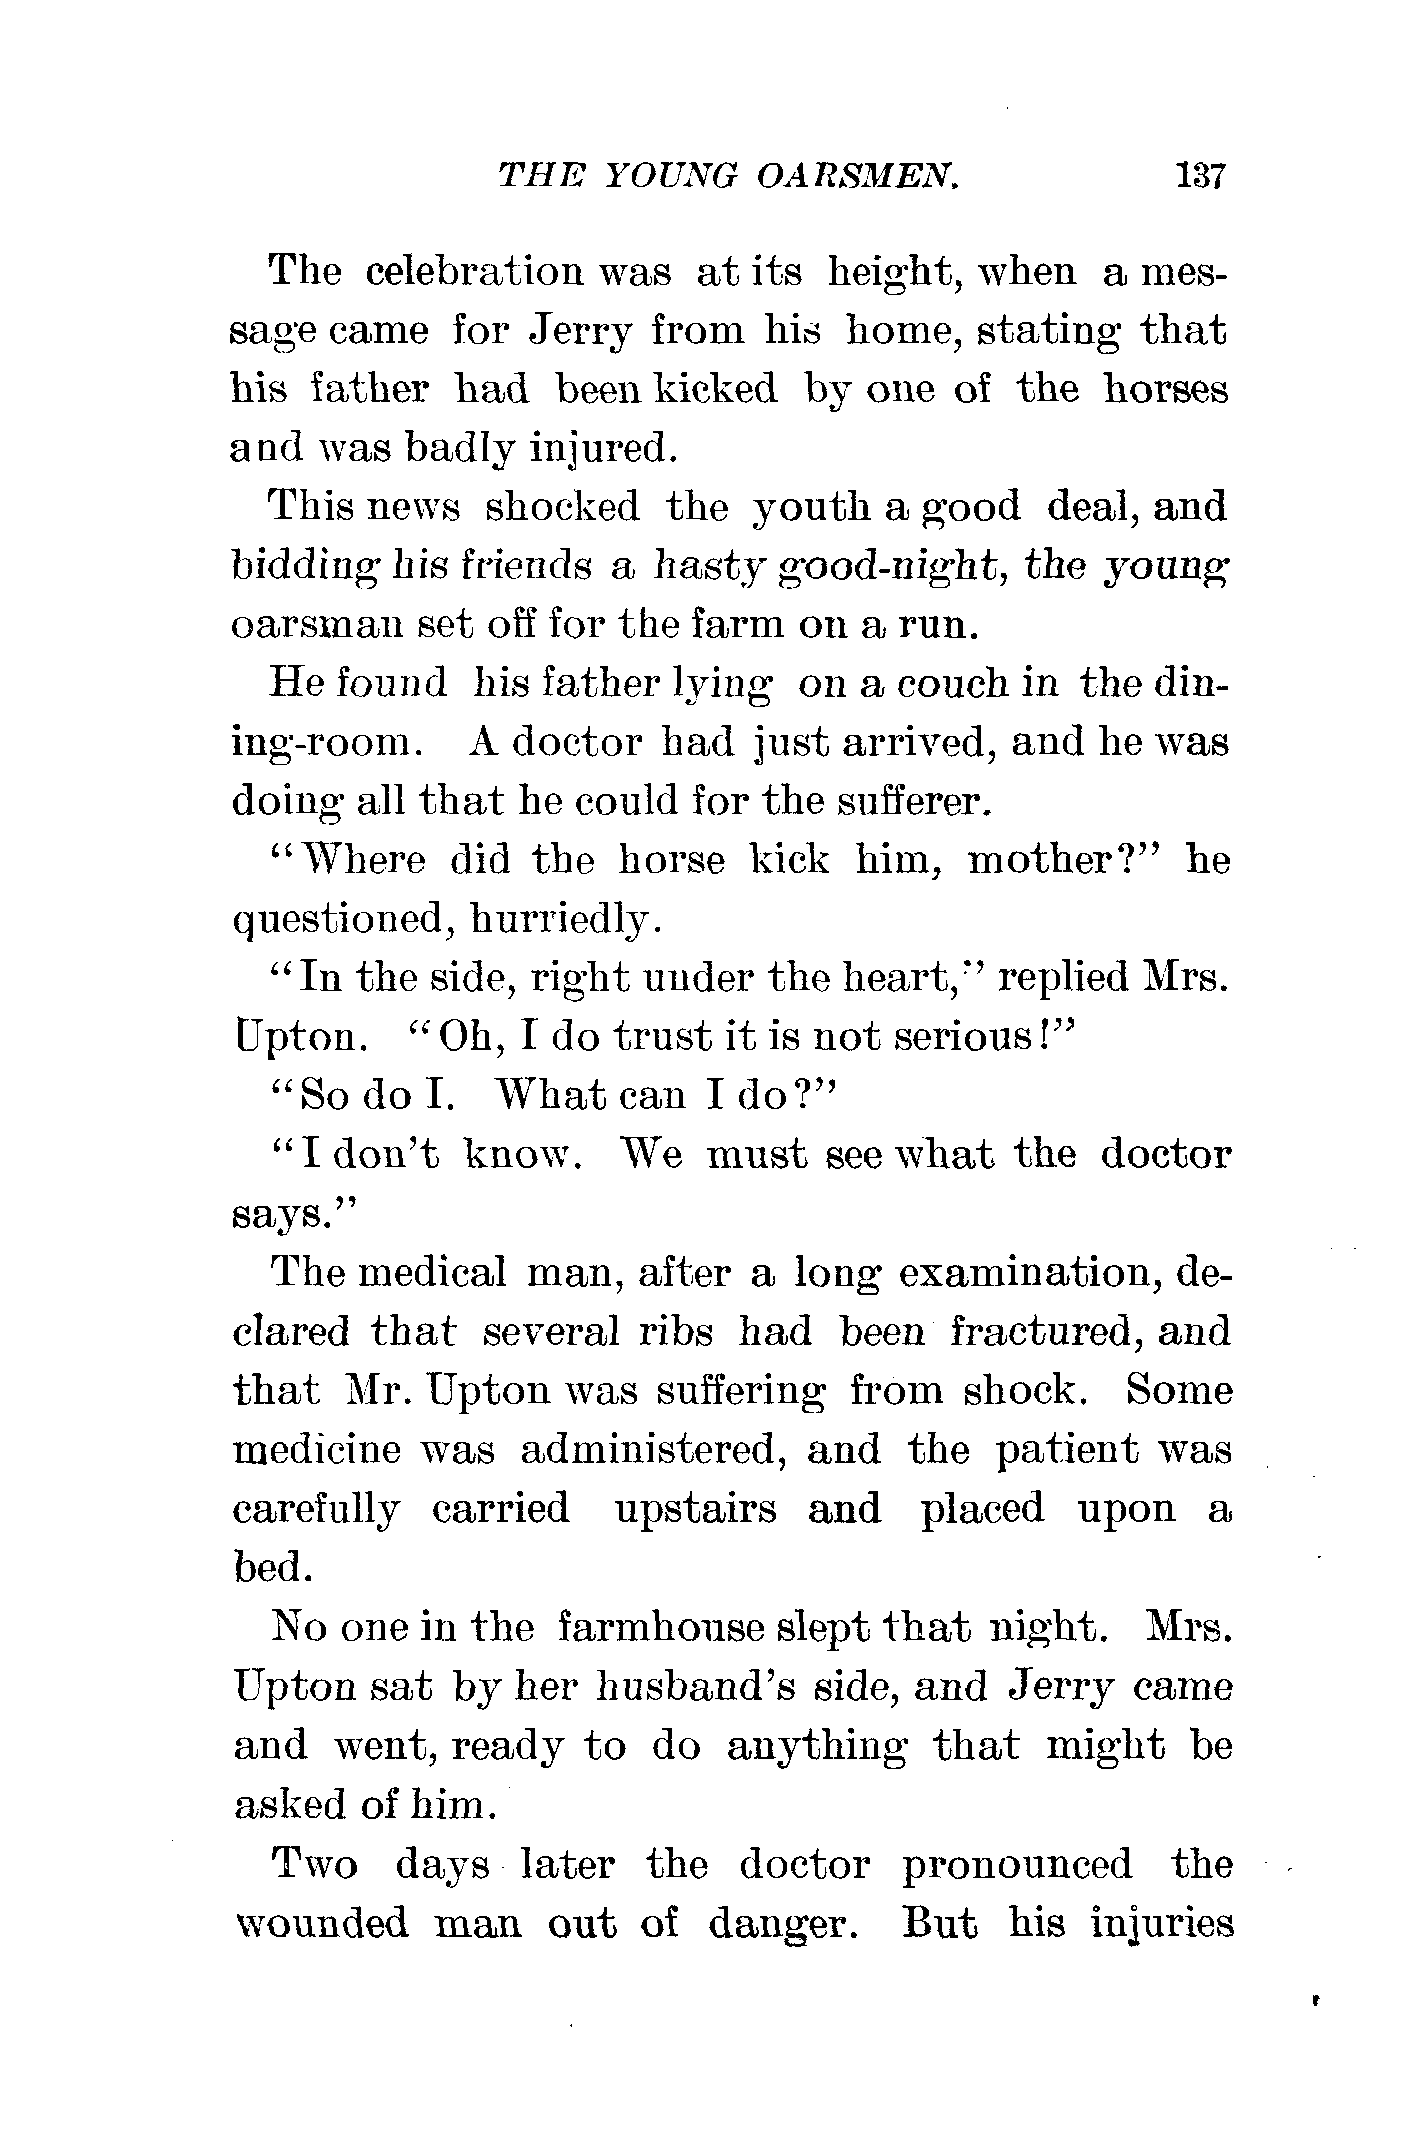 THE YOUNG OARSMEN. 137
The celebration was at its height, when a mes-
sage came for Jerry from his home, stating that
his father had been kicked by one of the horses
and was badly injured.
This news shocked the youth a good deal, and
bidding his friends a hasty good-night, the young
oarsman set off for the farm on a run.
He found his father lying on a couch in the din-
ing-room. A doctor had just arrived, and he was
doing all that he could for the sufferer.
"Where did the horse kick him, mother?" he
questioned, hurriedly.
"In the side, right under the heart," replied Mrs.
Upton. "Oh, I do trust it is not serious!"
"So do I. What can I do?"
"I don't know. We must see what the doctor
says."
The medical man, after a long examination, de-
clared that several ribs had been fractured, and
that Mr. Upton was suffering from shock. Some
medicine was administered, and the patient was
carefully carried upstairs and placed upon a
bed.
No one in the farmhouse slept that night. Mrs.
Upton sat by her husband's side, and Jerry came
and went, ready to do anything that might be
asked of him.
Two days later the doctor pronounced the
wounded man out of danger. But his injuries